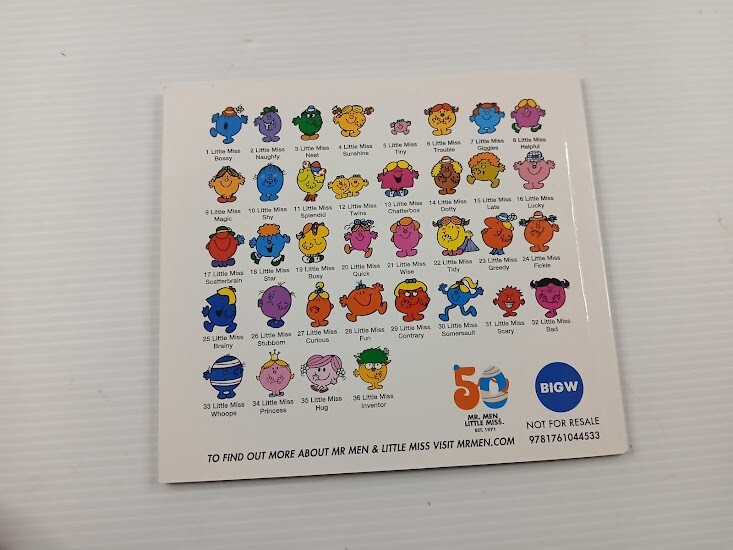 1 Little Miss Bossy
2 Little Miss Naughty
3 Little Miss Neat
4 Little Miss Sunshine
5 Little Miss Tiny
6 Little Miss Trouble
7 Little Miss Giggles
8 Little Miss Helpful
9 Little Miss Magic
10 Little Miss Shy
11 Little Miss Splendid
12 Little Miss Twins
13 Little Miss Chatterbox
14 Little Miss Dotty
15 Little Miss Late
16 Little Miss Lucky
17 Little Miss Scatterbrain
18 Little Miss Star
19 Little Miss Busy
20 Little Miss Quick
21 Little Miss Wise
22 Little Miss Tidy
23 Little Miss Greedy
24 Little Miss Fickle
25 Little Miss Brainy
26 Little Miss Stubborn
27 Little Miss Curious
28 Little Miss Fun
29 Little Miss Contrary
30 Little Miss Somersault
31 Little Miss Scary
32 Little Miss Bad
33 Little Miss Whoops
34 Little Miss Princess
35 Little Miss Hug
36 Little Miss Inventor
50
MR. MEN
LITTLE MISS.
EST. 1971
BIGW
NOT FOR RESALE
9781761044533
TO FIND OUT MORE ABOUT MR MEN & LITTLE MISS VISIT MRMEN.COM